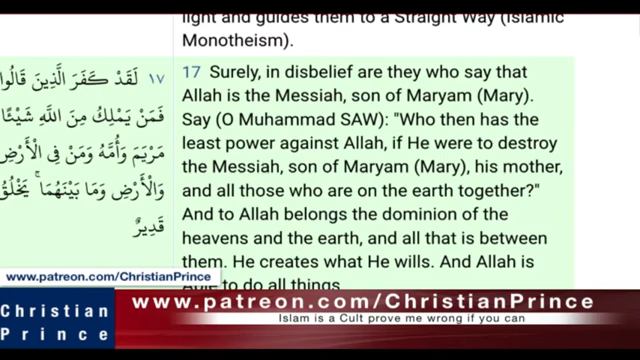 light and guides them to a Straight Way (Islamic
Monotheism).
١٧ لَقَدْ كَفَرَ الَّذِينَ قَالُوا
فَمَن يَمْلِكُ مِنَ اللَّهِ شَيْئًا
مَرْيَمَ وَأُمَّهُ وَمَن فِى الْأَرْضِ
وَالْأَرْضِ وَمَا بَيْنَهُمَا ۚ يَخْلُقُ
قَدِيرٌ
17 Surely, in disbelief are they who say that
Allah is the Messiah, son of Maryam (Mary).
Say (O Muhammad SAW): "Who then has the
least power against Allah, if He were to destroy
the Messiah, son of Maryam (Mary), his mother,
and all those who are on the earth together?"
And to Allah belongs the dominion of the
heavens and the earth, and all that is between
them. He creates what He wills. And Allah is
Able to do all things.
www.patreon.com/ChristianPrince
Christian
Prince
www.patreon.com/ChristianPrince
Islam is a Cult prove me wrong if you can